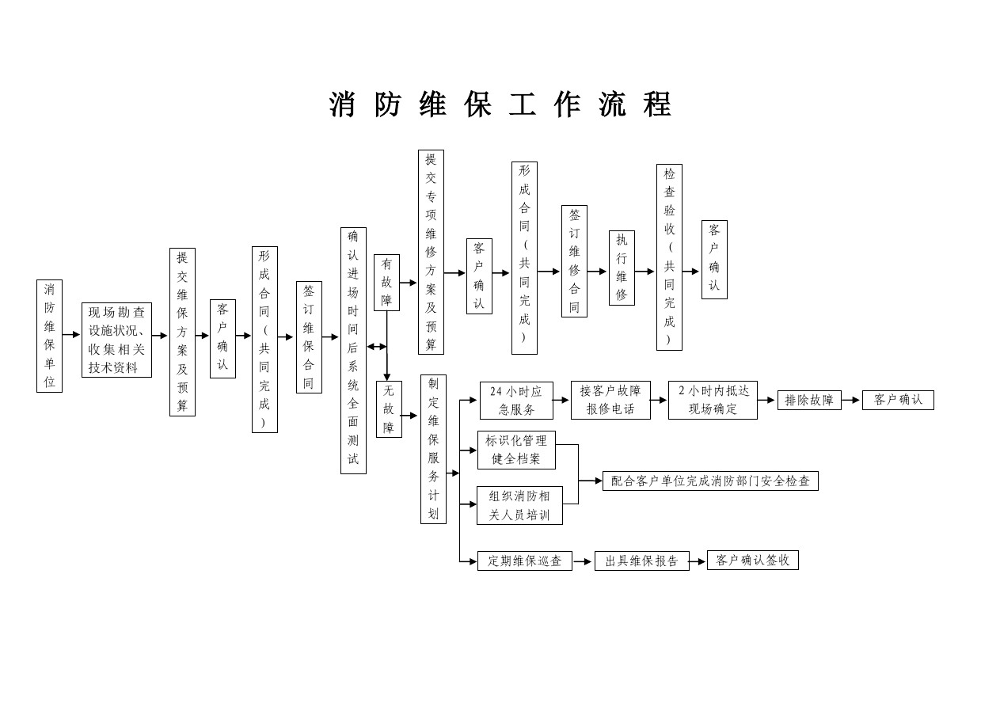 消防维保工作流程
消防维保单位
现场勘查
设施状况、
收集相关
技术资料
提交维保方案及预算
客户确认
形成合同(共同完成)
签订维保合同
确认进场时间后系统全面测试
有故障
提交专项维修方案及预算
客户确认
形成合同(共同完成)
签订维修合同
执行维修
检查验收(共同完成)
客户确认
无故障
制定维保服务计划
24小时应
急服务
接客户故障
报修电话
2小时内抵达
现场确定
排除故障
客户确认
标识化管理
健全档案
组织消防相
关人员培训
配合客户单位完成消防部门安全检查
定期维保巡查
出具维保报告
客户确认签收